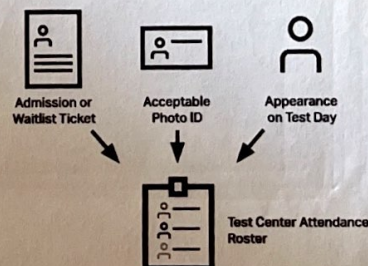 Admission or
Waitlist Ticket
Acceptable
Photo ID
Appearance
on Test Day
Test Center Attendance
Roster